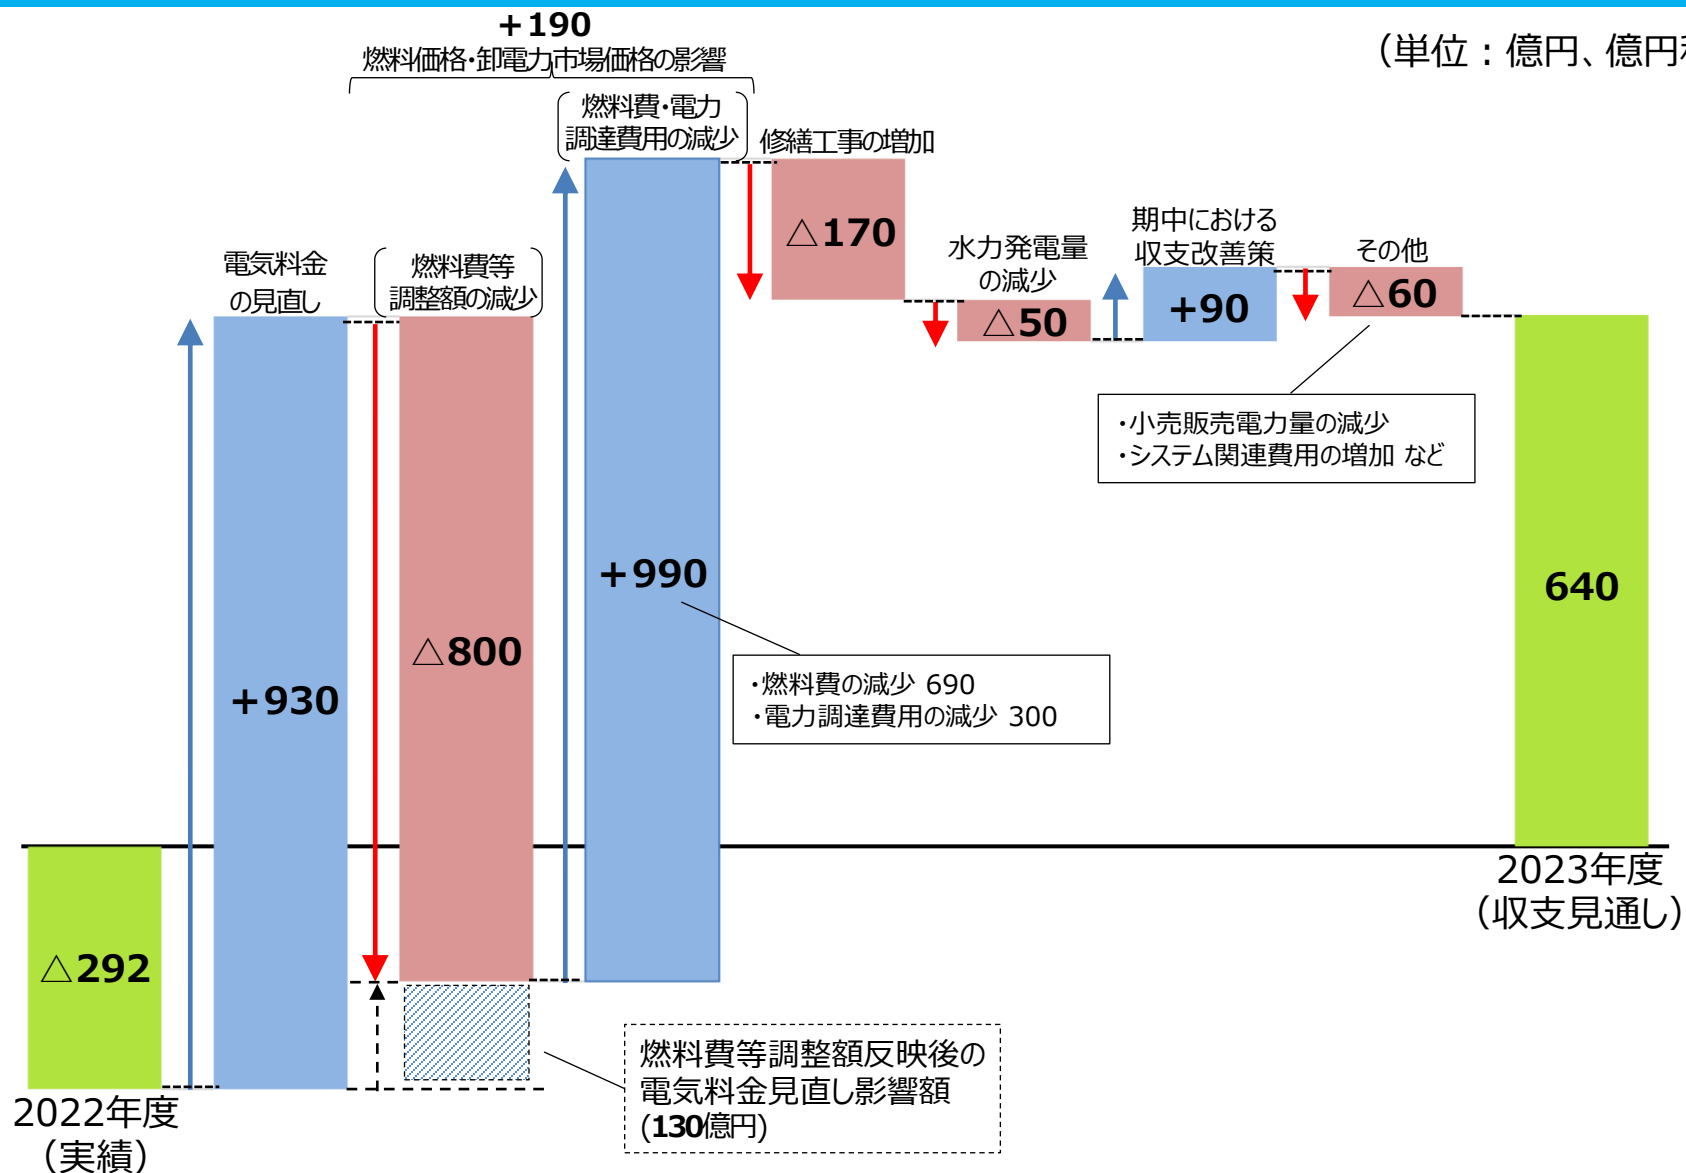 +190
燃料価格・卸電力市場価格の影響
（単位：億円、億円
燃料費・電力
調達費用の減少
修繕工事の増加
電気料金
の見直し
燃料費等
調整額の減少
水力発電量
の減少
期中における
収支改善策
その他
△170
△50
+90
△60
・小売販売電力量の減少
・システム関連費用の増加 など
+990
640
△800
+930
・燃料費の減少 690
・電力調達費用の減少 300
△292
2023年度
（収支見通し）
燃料費等調整額反映後の
電気料金見直し影響額
(130億円)
2022年度
（実績）